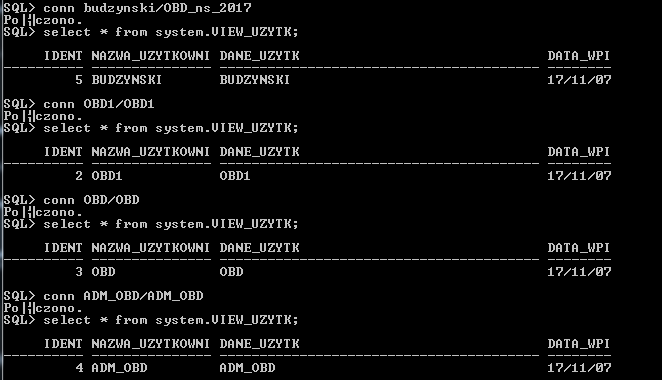 SQL> conn budzynski/OBD_ns_2017
Po|¦|czono.
SQL> select * from system.VIEW_UZYTK;
IDENT NAZWA_UZYTKOWNI DANE_UZYTK DATA_WPI
5 BUDZYNSKI BUDZYNSKI 17/11/07
SQL> conn OBD1/OBD1
Po|¦|czono.
SQL> select * from system.VIEW_UZYTK;
IDENT NAZWA_UZYTKOWNI DANE_UZYTK DATA_WPI
2 OBD1 OBD1 17/11/07
SQL> conn OBD/OBD
Po|¦|czono.
SQL> select * from system.VIEW_UZYTK;
IDENT NAZWA_UZYTKOWNI DANE_UZYTK DATA_WPI
3 OBD OBD 17/11/07
SQL> conn ADM_OBD/ADM_OBD
Po|¦|czono.
SQL> select * from system.VIEW_UZYTK;
IDENT NAZWA_UZYTKOWNI DANE_UZYTK DATA_WPI
4 ADM_OBD ADM_OBD 17/11/07